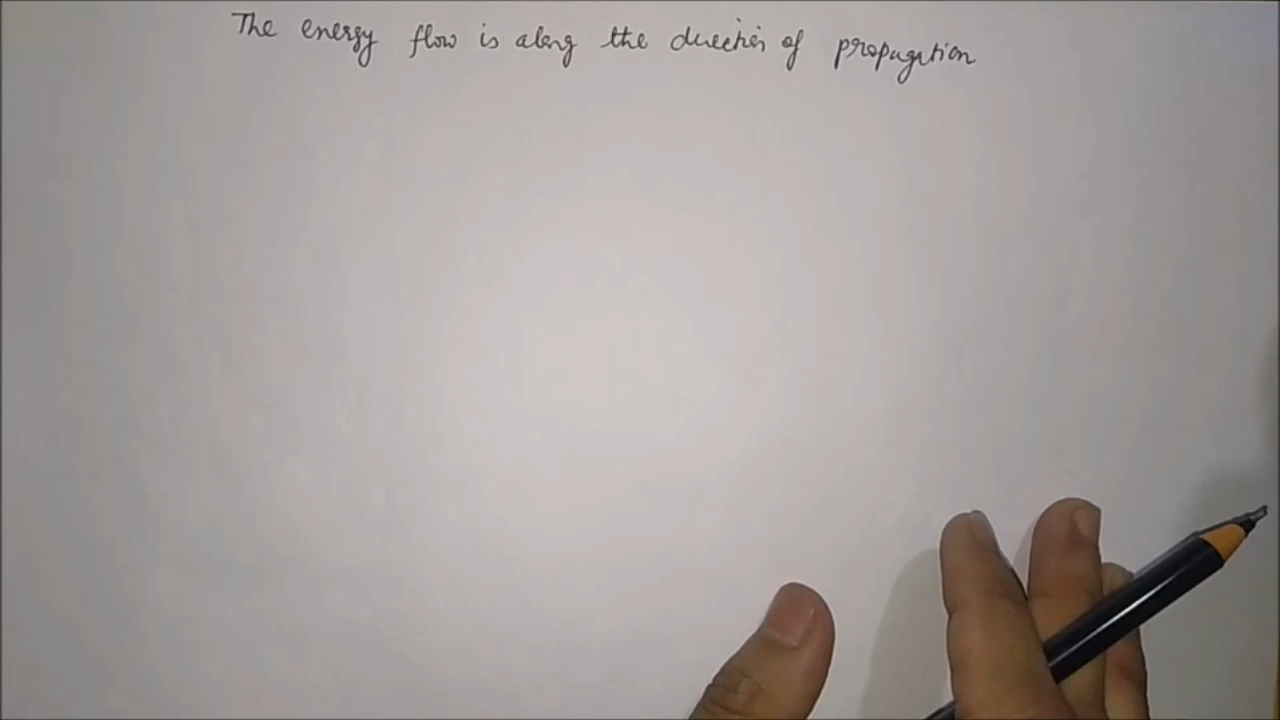 The energy flow is along the direction of propagation